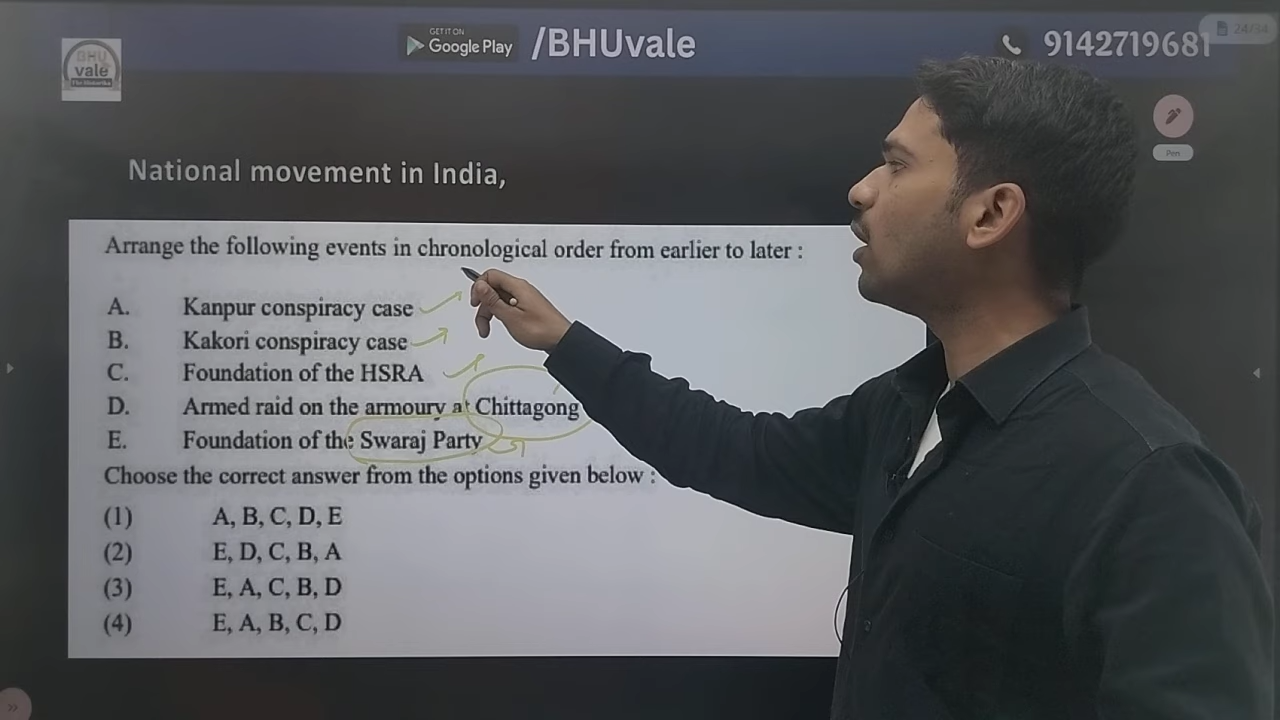 GET IT ON
Google Play
/BHUvale
9142719681
24/34
BHU
vale
Pen
National movement in India,
Arrange the following events in chronological order from earlier to later :
A. Kanpur conspiracy case
B. Kakori conspiracy case
C. Foundation of the HSRA
D. Armed raid on the armoury at Chittagong
E. Foundation of the Swaraj Party
Choose the correct answer from the options given below :
(1) A, B, C, D, E
(2) E, D, C, B, A
(3) E, A, C, B, D
(4) E, A, B, C, D